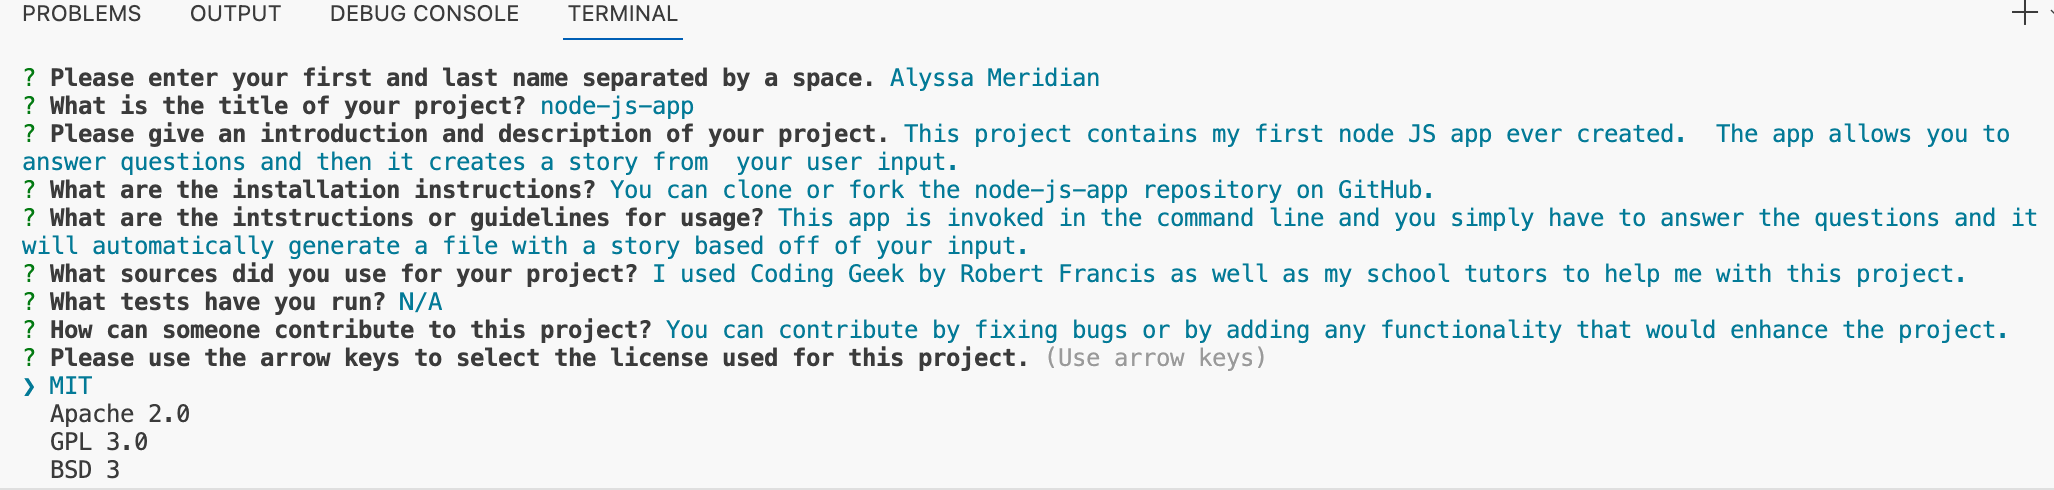 PROBLEMS OUTPUT DEBUG CONSOLE TERMINAL
? Please enter your first and last name separated by a space. Alyssa Meridian
? What is the title of your project? node-js-app
? Please give an introduction and description of your project. This project contains my first node JS app ever created.  The app allows you to
answer questions and then it creates a story from  your user input.
? What are the installation instructions? You can clone or fork the node-js-app repository on GitHub.
? What are the intstructions or guidelines for usage? This app is invoked in the command line and you simply have to answer the questions and it
will automatically generate a file with a story based off of your input.
? What sources did you use for your project? I used Coding Geek by Robert Francis as well as my school tutors to help me with this project.
? What tests have you run? N/A
? How can someone contribute to this project? You can contribute by fixing bugs or by adding any functionality that would enhance the project.
? Please use the arrow keys to select the license used for this project. (Use arrow keys)
❯ MIT
Apache 2.0
GPL 3.0
BSD 3